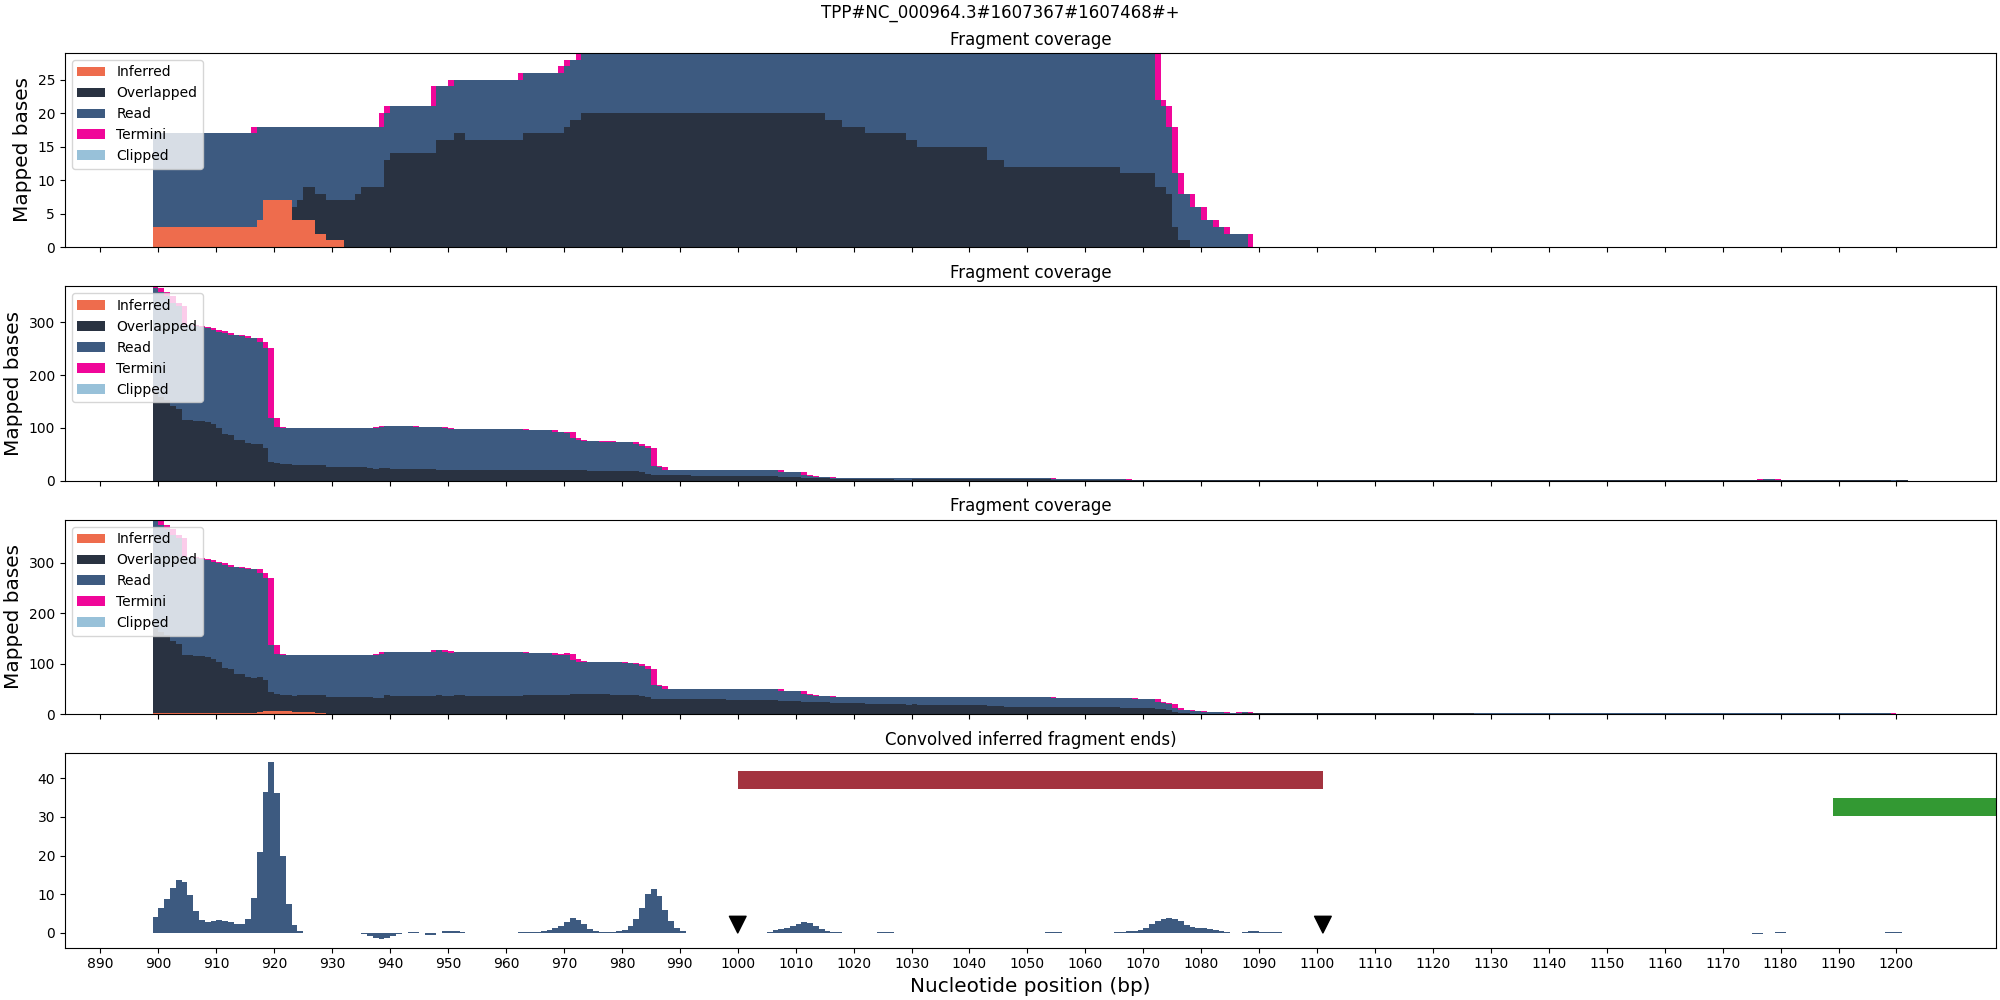 TPP#NC_000964.3#1607367#1607468#+
Fragment coverage
Mapped bases
25
20
15
10
5
0
Inferred
Overlapped
Read
Termini
Clipped
Fragment coverage
Mapped bases
300
200
100
0
Inferred
Overlapped
Read
Termini
Clipped
Fragment coverage
Mapped bases
300
200
100
0
Inferred
Overlapped
Read
Termini
Clipped
Convolved inferred fragment ends)
40
30
20
10
0
890 900 910 920 930 940 950 960 970 980 990 1000 1010 1020 1030 1040 1050 1060 1070 1080 1090 1100 1110 1120 1130 1140 1150 1160 1170 1180 1190 1200
Nucleotide position (bp)